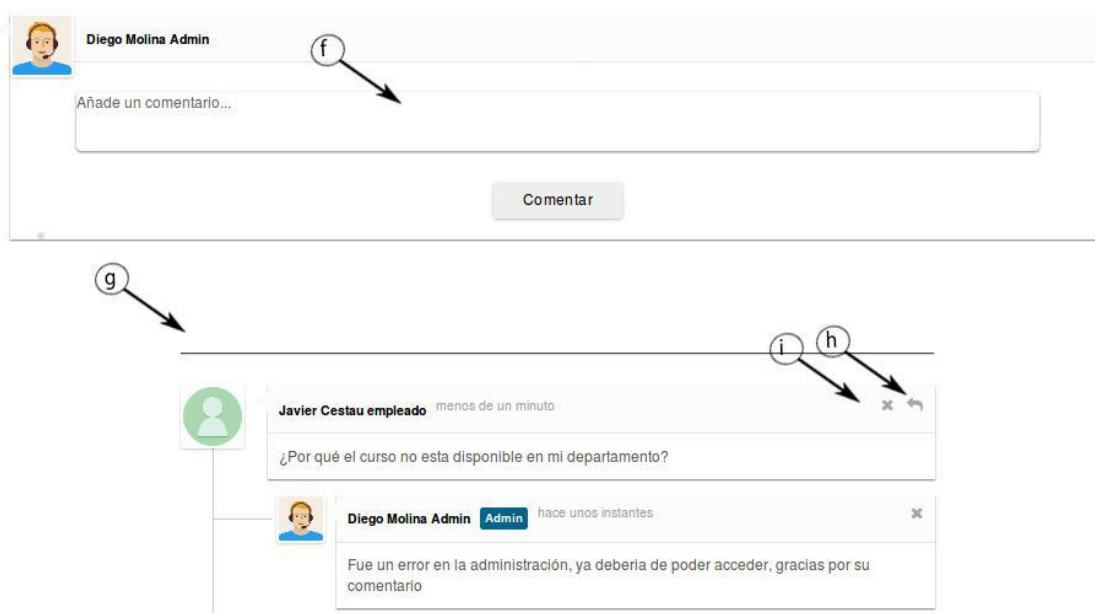 Diego Molina Admin
f
Añade un comentario...
Comentar
g
i
h
Javier Cestau empleado menos de un minuto
¿Por qué el curso no esta disponible en mi departamento?
Diego Molina Admin Admin hace unos instantes
Fue un error en la administración, ya deberia de poder acceder, gracias por su
comentario